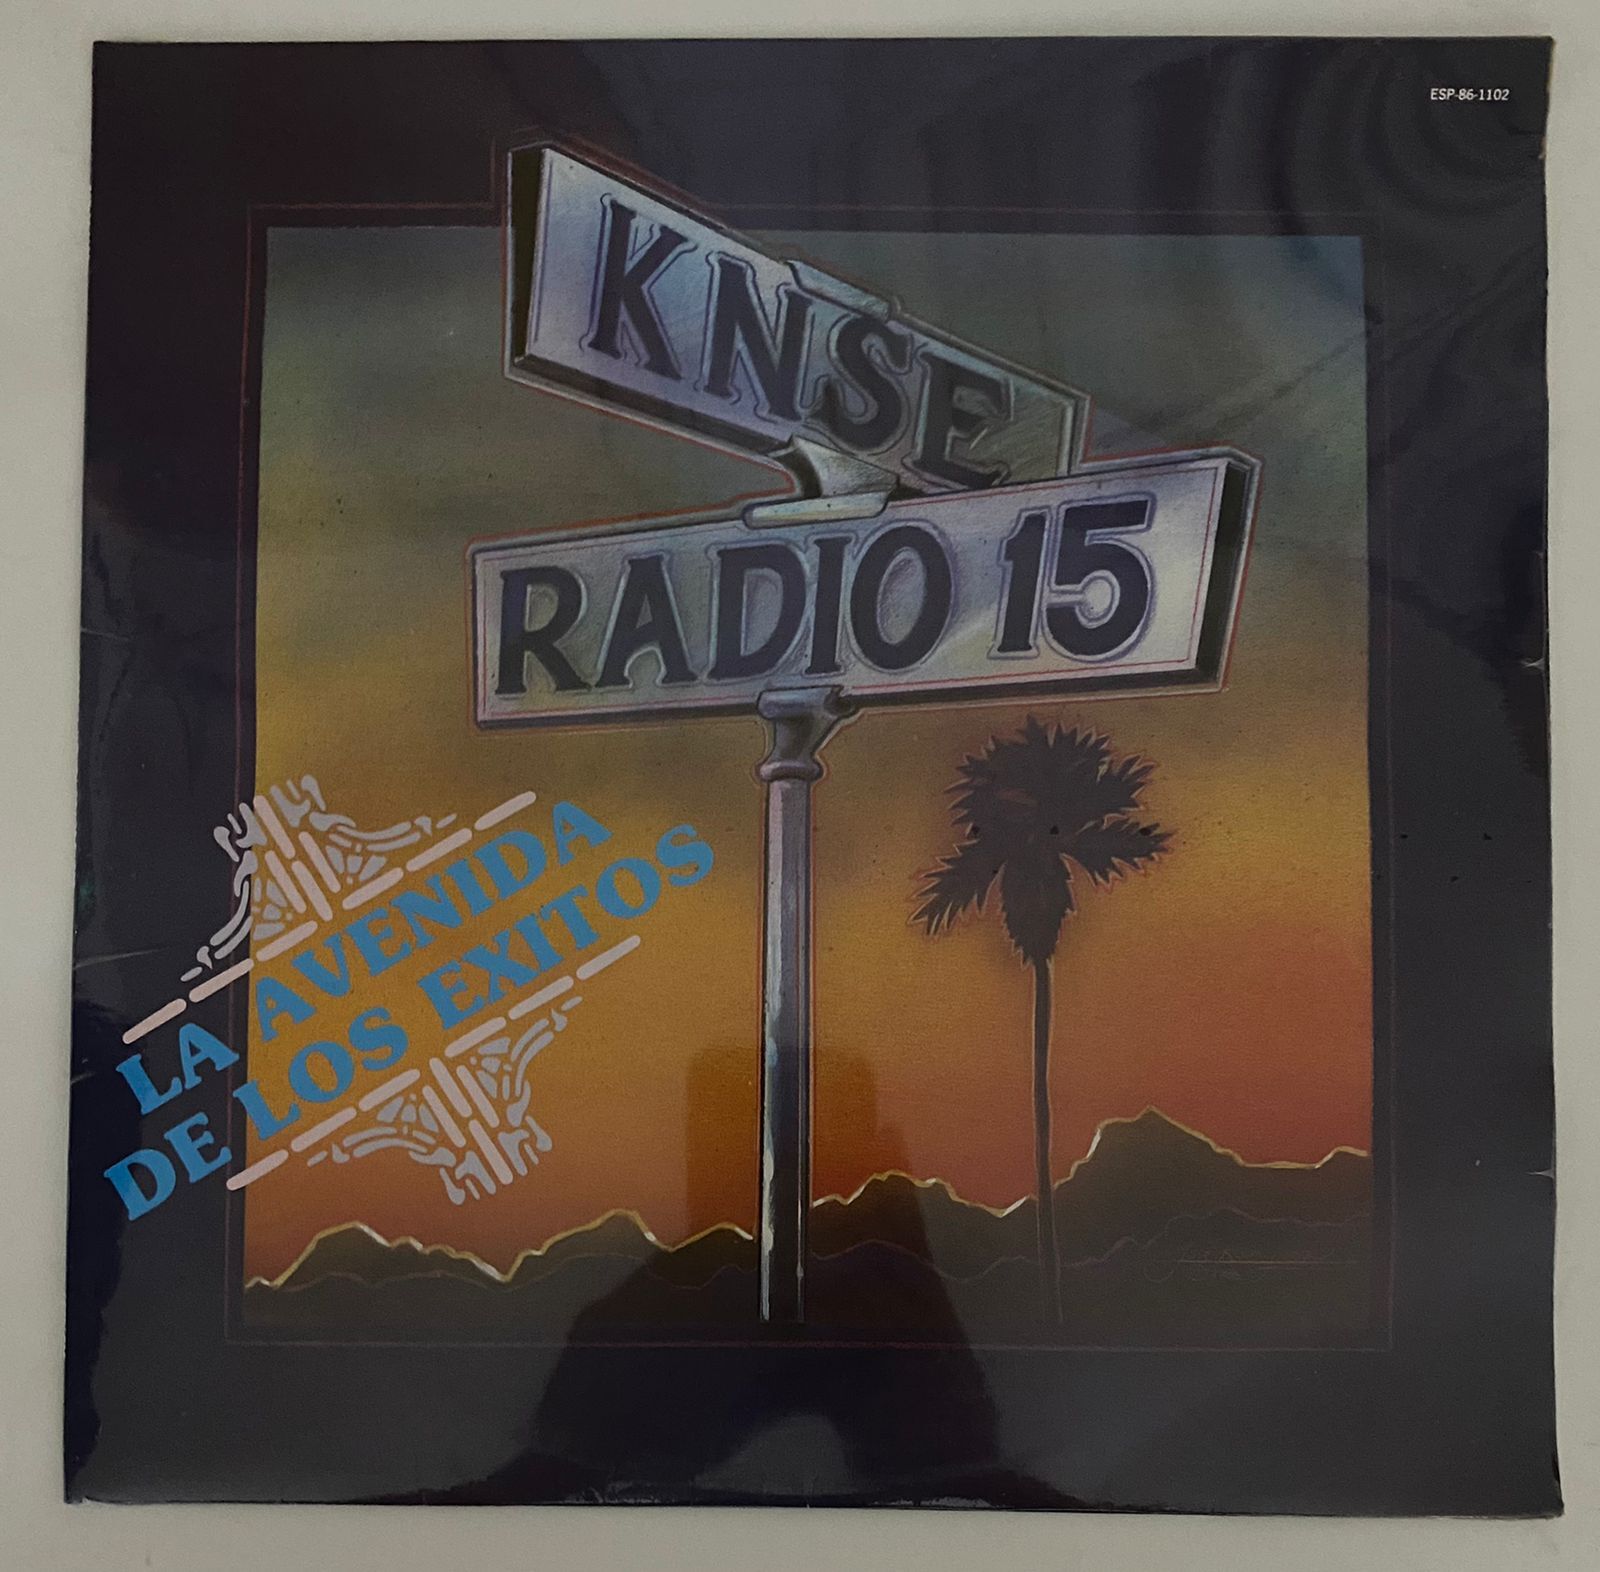 ESP-86-1102
KNSE
RADIO 15
LA AVENIDA
DE LOS EXITOS